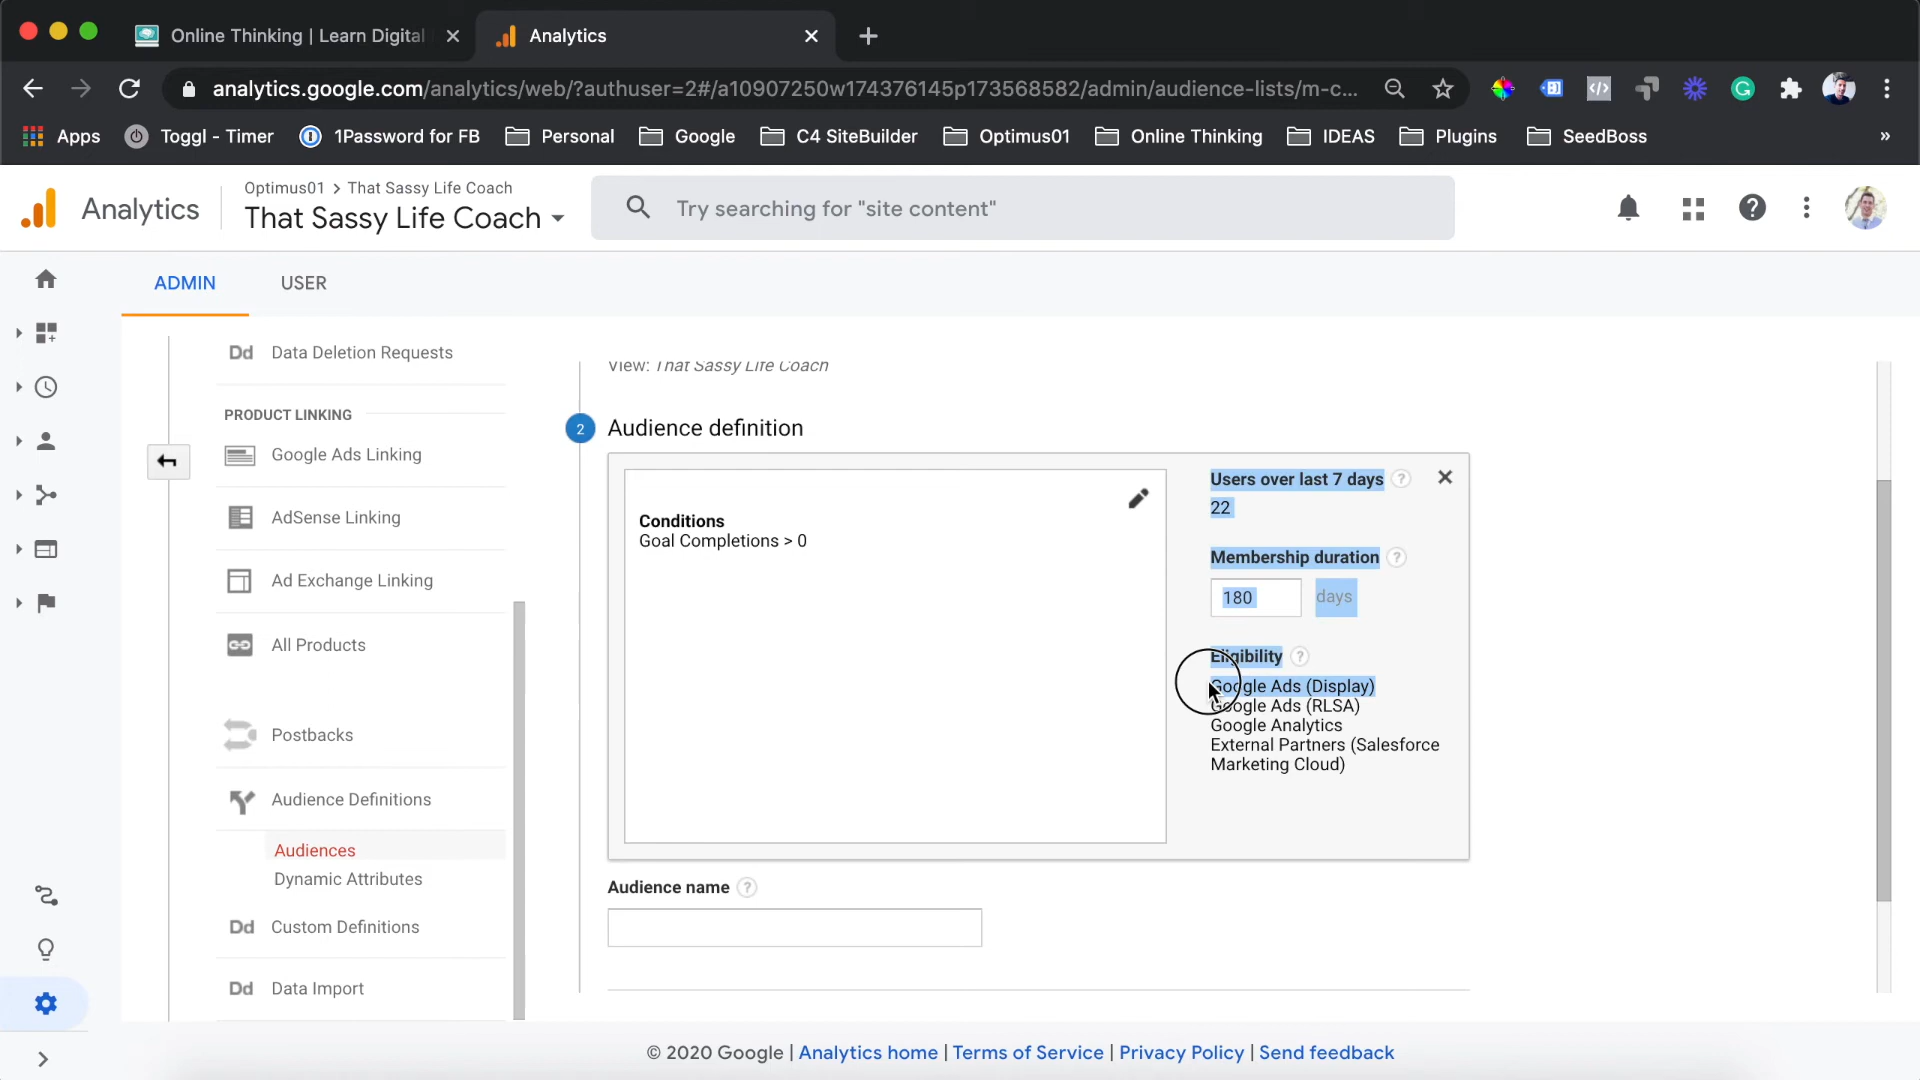 Online Thinking | Learn Digital
Analytics
analytics.google.com/analytics/web/?authuser=2#/a10907250w174376145p173568582/admin/audience-lists/m-c...
Apps
Toggl - Timer
1Password for FB
Personal
Google
C4 SiteBuilder
Optimus01
Online Thinking
IDEAS
Plugins
SeedBoss
»
Analytics
Optimus01 > That Sassy Life Coach
That Sassy Life Coach
Try searching for "site content"
ADMIN
USER
Dd Data Deletion Requests
PRODUCT LINKING
Google Ads Linking
AdSense Linking
Ad Exchange Linking
All Products
Postbacks
Audience Definitions
Audiences
Dynamic Attributes
Dd Custom Definitions
Dd Data Import
View: That Sassy Life Coach
2 Audience definition
Conditions
Goal Completions > 0
Users over last 7 days ?
22
Membership duration ?
180 days
Eligibility ?
Google Ads (Display)
Google Ads (RLSA)
Google Analytics
External Partners (Salesforce
Marketing Cloud)
Audience name ?
© 2020 Google | Analytics home | Terms of Service | Privacy Policy | Send feedback